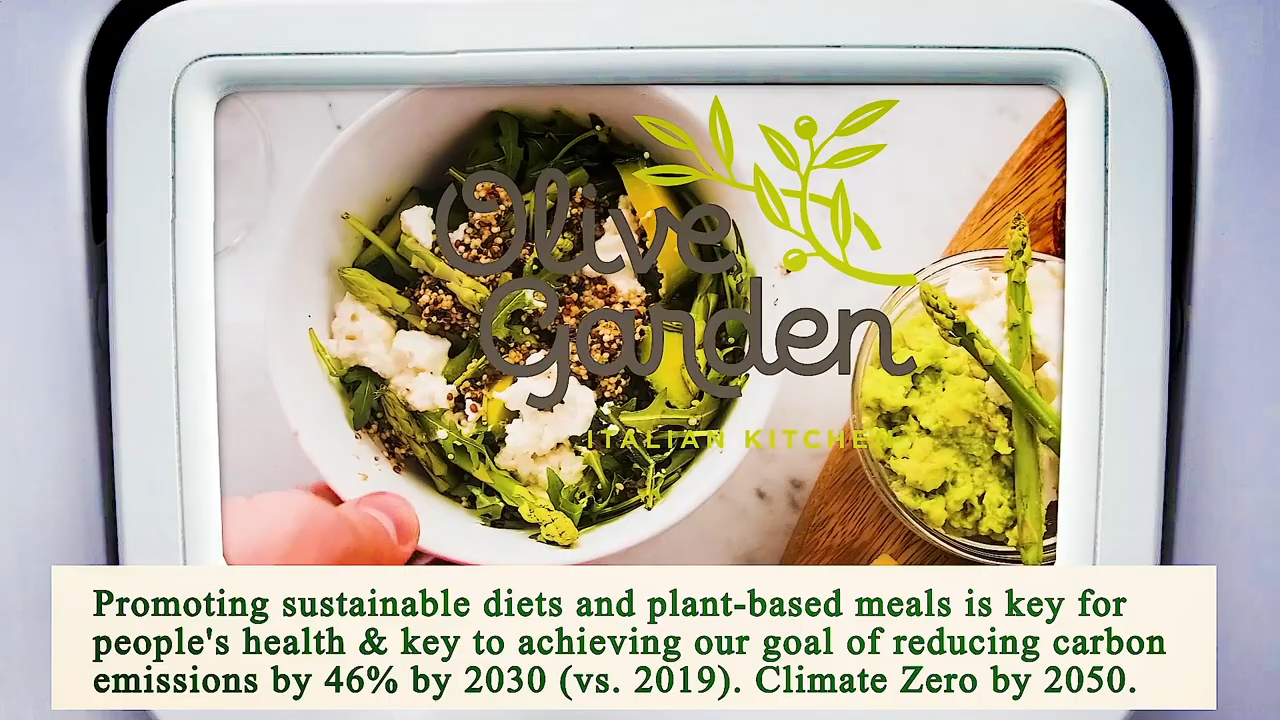 Olive
Garden
ITALIAN KITCHEN
Promoting sustainable diets and plant-based meals is key for
people's health & key to achieving our goal of reducing carbon
emissions by 46% by 2030 (vs. 2019). Climate Zero by 2050.